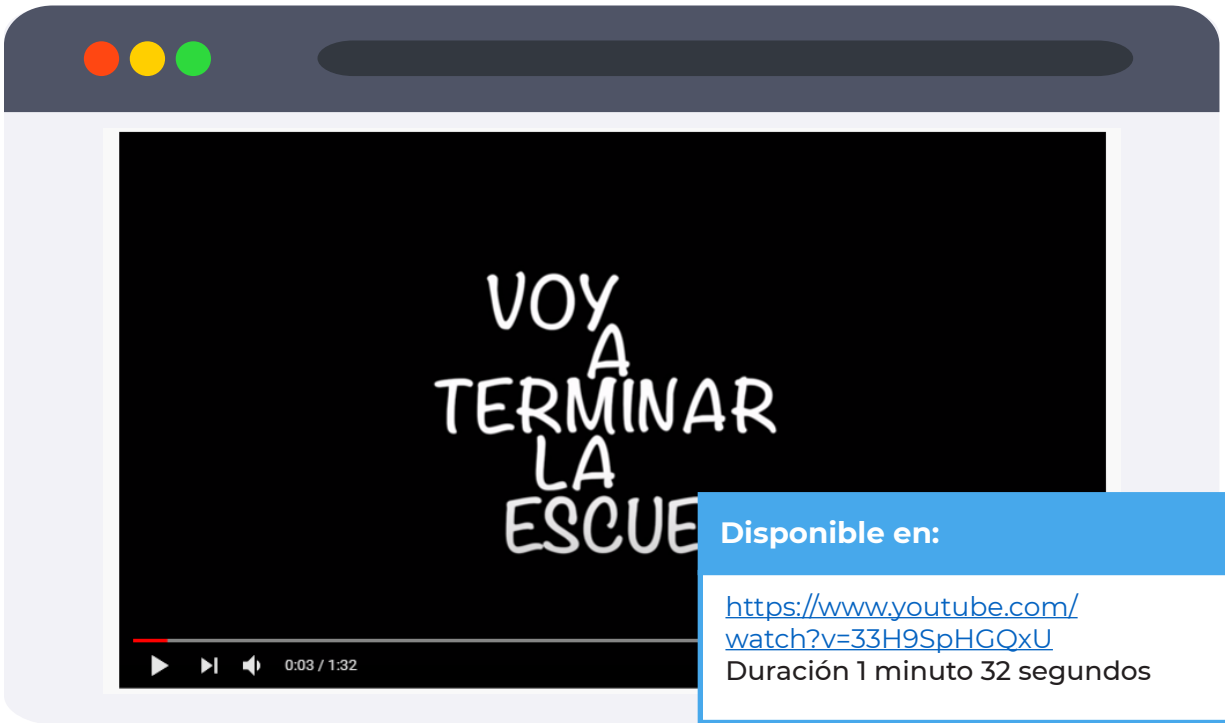 VOY
A
TERMINAR
LA
ESCUE
Disponible en:
https://www.youtube.com/
watch?v=33H9SpHGQxU
Duración 1 minuto 32 segundos
0:03 / 1:32